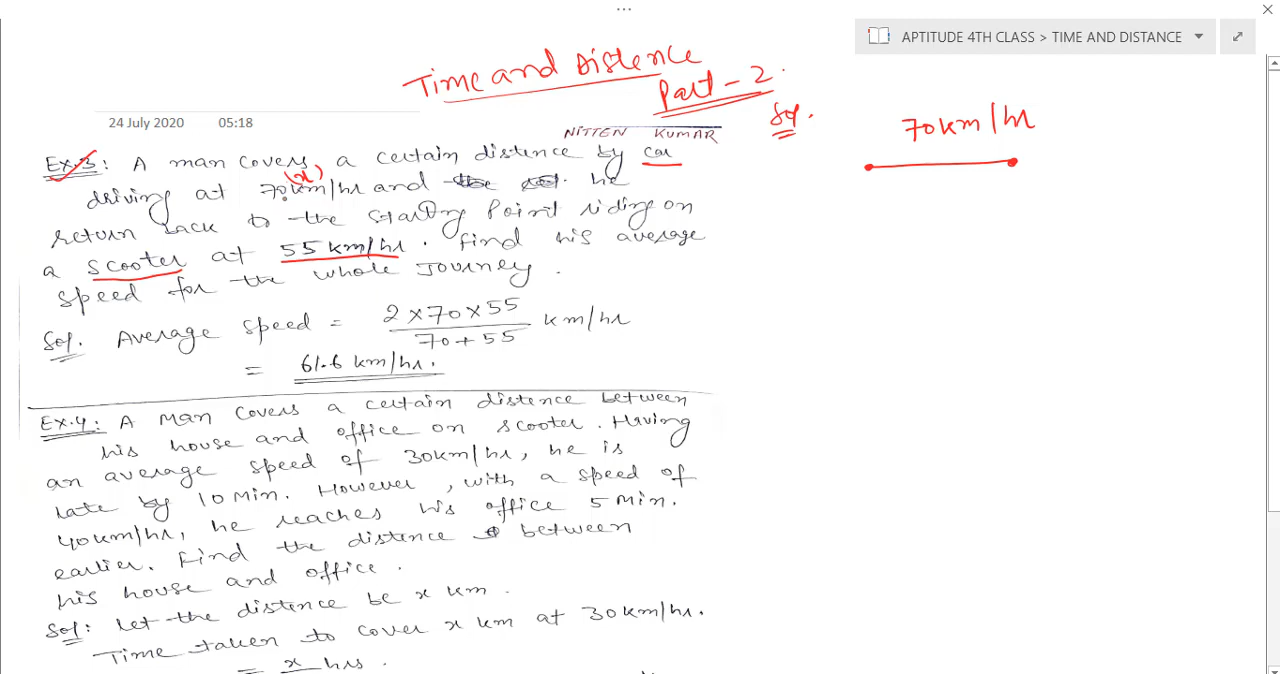 APTITUDE 4TH CLASS > TIME AND DISTANCE
Time and Distence
Part - 2
24 July 2020 05:18
NITTEN KUMAR
Sol.
70km/hr
Ex.3: A man covers a certain distence by car
(x)
driving at 70km/hr and he
return back to the starting point riding on
a scooter at 55 km/hr. find his average
speed for the whole journey.
Sol. Average speed = 2×70×55 / 70+55 km/hr
= 61.6 km/hr.
Ex.4: A man covers a certain distence between
his house and office on scooter. Having
an average speed of 30km/hr, he is
late by 10 Min. However, with a speed of
40km/hr, he reaches his office 5 Min.
earlier. Find the distence between
his house and office.
Sol: Let the distence be x km.
Time taken to cover x km at 30km/hr.
= x hrs.